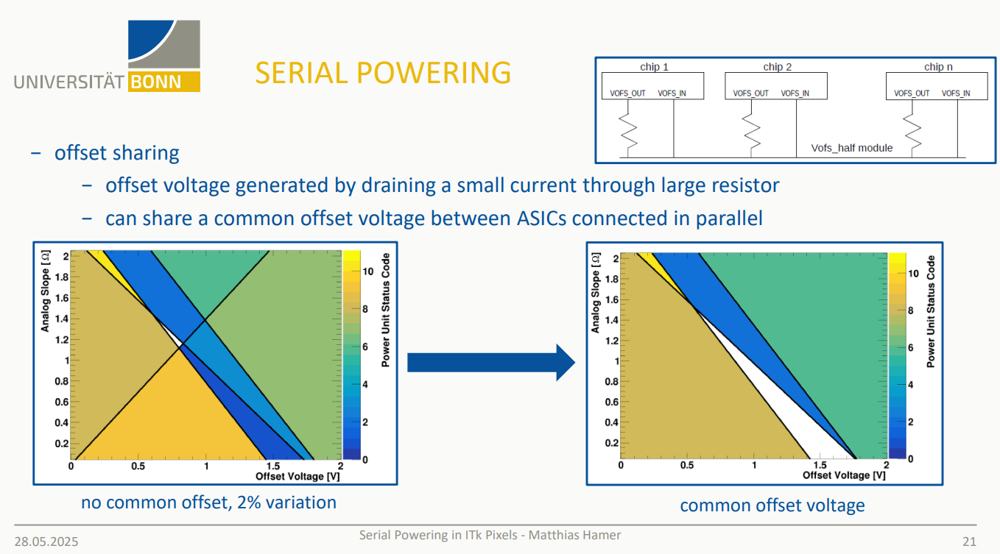 UNIVERSITÄT BONN
SERIAL POWERING
chip 1
chip 2
chip n
VOFS_OUT VOFS_IN
VOFS_OUT VOFS_IN
VOFS_OUT VOFS_IN
Vofs_half module
− offset sharing
− offset voltage generated by draining a small current through large resistor
− can share a common offset voltage between ASICs connected in parallel
Analog Slope [Ω]
2
1.8
1.6
1.4
1.2
1
0.8
0.6
0.4
0.2
0 0.5 1 1.5 2
Offset Voltage [V]
10
8
6
4
2
0
Power Unit Status Code
no common offset, 2% variation
Analog Slope [Ω]
2
1.8
1.6
1.4
1.2
1
0.8
0.6
0.4
0.2
0 0.5 1 1.5 2
Offset Voltage [V]
10
8
6
4
2
0
Power Unit Status Code
common offset voltage
28.05.2025
Serial Powering in ITk Pixels - Matthias Hamer
21